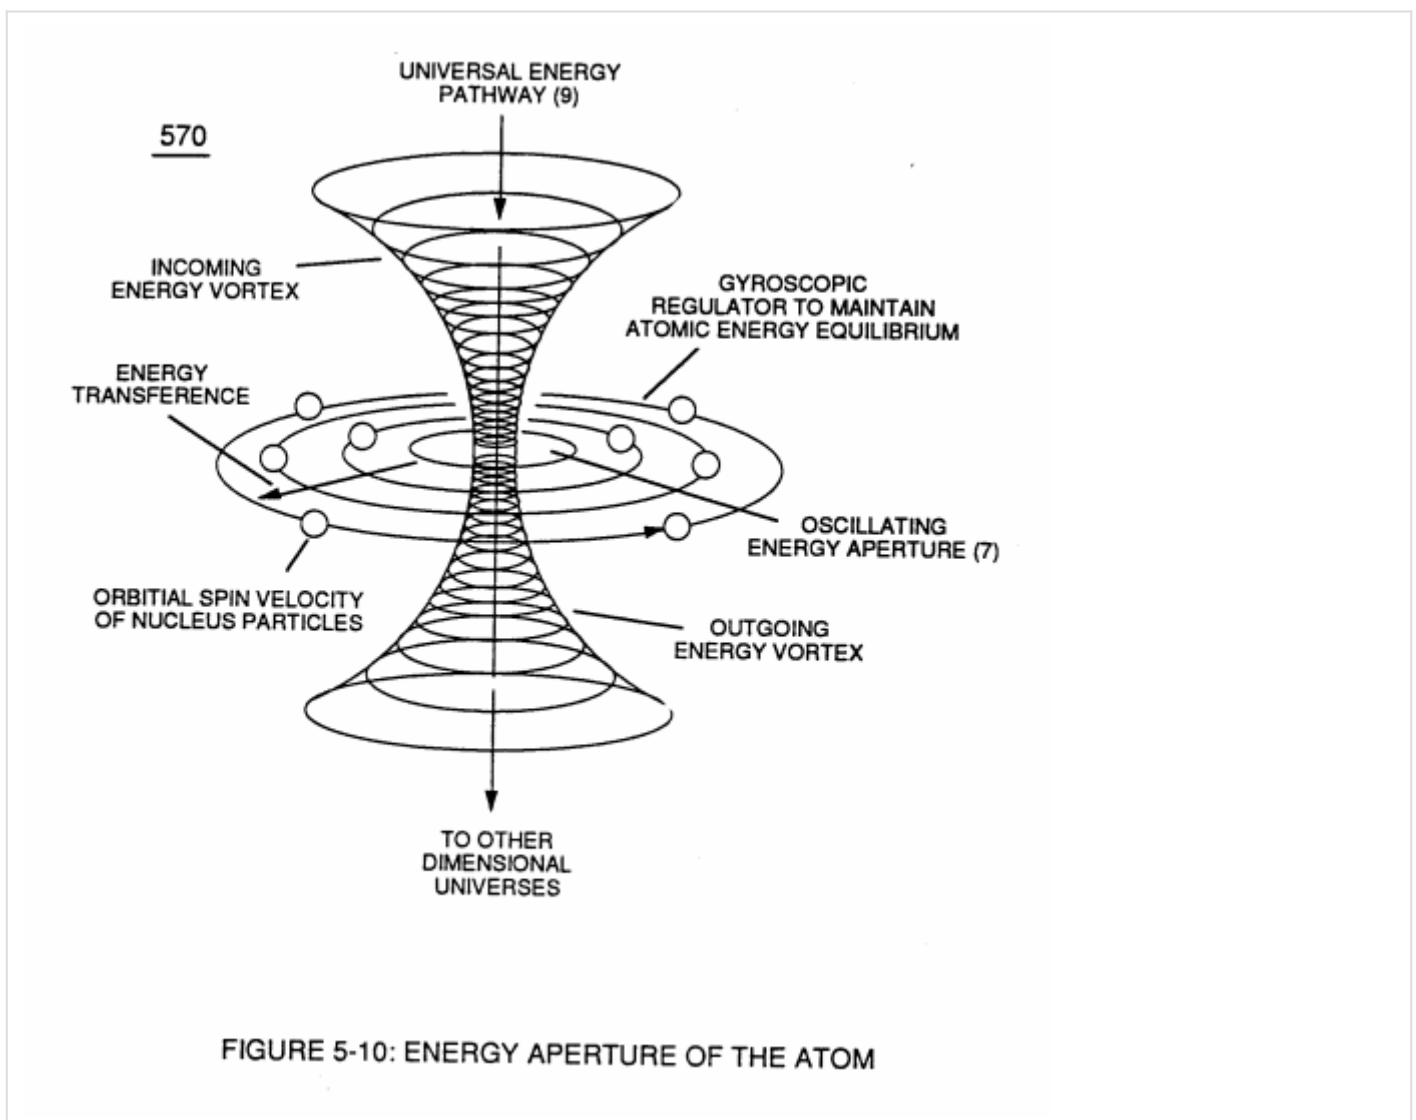 UNIVERSAL ENERGY
PATHWAY (9)
570
INCOMING
ENERGY VORTEX
GYROSCOPIC
REGULATOR TO MAINTAIN
ATOMIC ENERGY EQUILIBRIUM
ENERGY
TRANSFERENCE
OSCILLATING
ENERGY APERTURE (7)
ORBITIAL SPIN VELOCITY
OF NUCLEUS PARTICLES
OUTGOING
ENERGY VORTEX
TO OTHER
DIMENSIONAL
UNIVERSES
FIGURE 5-10: ENERGY APERTURE OF THE ATOM